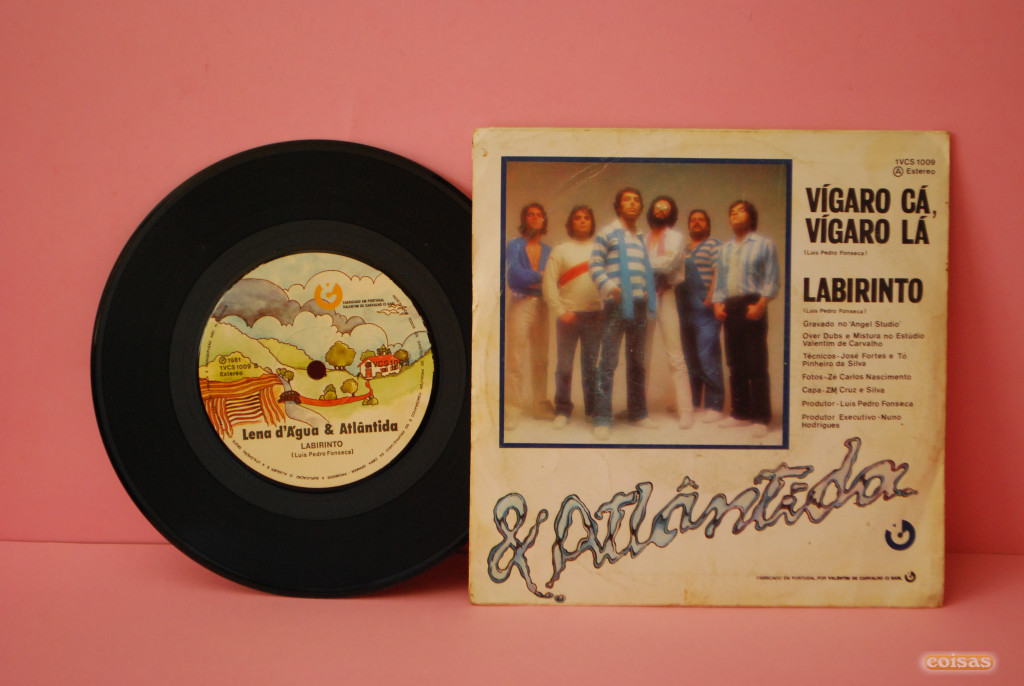 FABRICADO EM PORTUGAL
VALENTIM DE CARVALHO CI SARL
℗ 1981
1VCS 1009 B
Estereo
Lena d'Água & Atlântida
LABIRINTO
(Luis Pedro Fonseca)
1VCS 1009
Ⓐ Estereo
VÍGARO CÁ,
VÍGARO LÁ
(Luis Pedro Fonseca)
LABIRINTO
(Luis Pedro Fonseca)
Gravado no 'Angel Studio'
Over Dubs e Mistura no Estúdio
Valentim de Carvalho
Técnicos-José Fortes e Tó
Pinheiro da Silva
Fotos-Zé Carlos Nascimento
Capa-ZM Cruz e Silva
Produtor-Luis Pedro Fonseca
Produtor Executivo-Nuno
Rodrigues
& Atlântida
FABRICADO EM PORTUGAL POR VALENTIM DE CARVALHO CI SARL
coisas